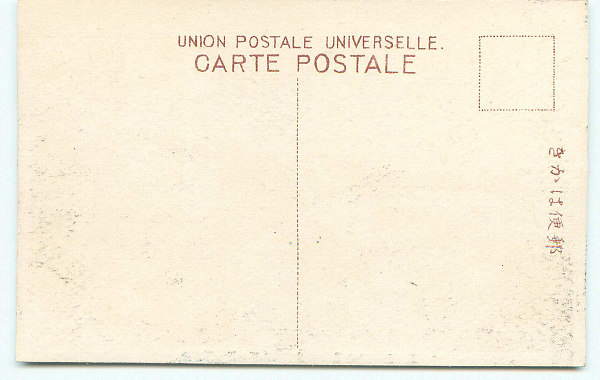 UNION POSTALE UNIVERSELLE.
CARTE POSTALE
きかは便郵